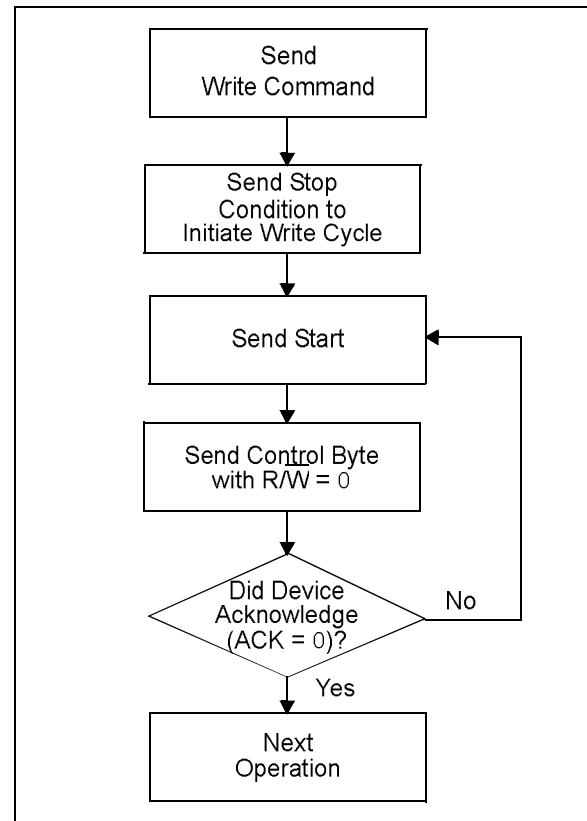 Send
Write Command
Send Stop
Condition to
Initiate Write Cycle
Send Start
Send Control Byte
with R/W̅ = 0
Did Device
Acknowledge
(ACK = 0)?
No
Yes
Next
Operation